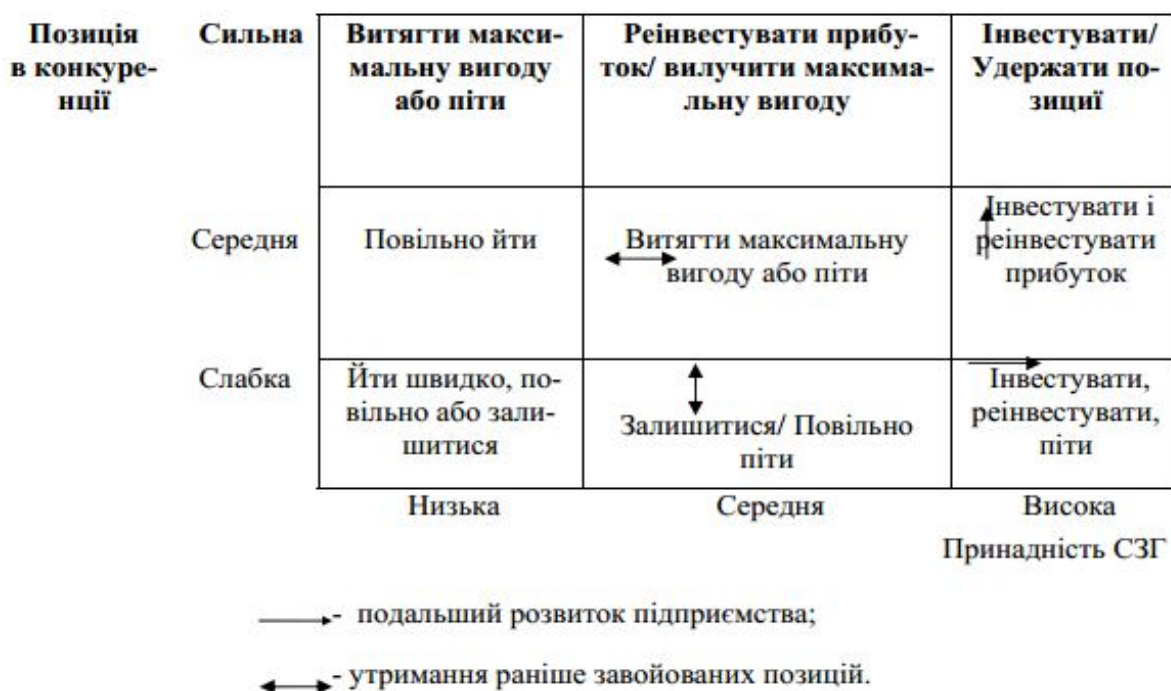 Позиція
в конкуре-
нції
Сильна
Витягти макси-
мальну вигоду
або піти
Реінвестувати прибу-
ток/ вилучити максима-
льну вигоду
Інвестувати/
Удержати по-
зициї
Середня
Повільно йти
Витягти максимальну
вигоду або піти
Інвестувати і
реінвестувати
прибуток
Слабка
Йти швидко, по-
вільно або зали-
шитися
Залишитися/ Повільно
піти
Інвестувати,
реінвестувати,
піти
Низька
Середня
Висока
Принадність СЗГ
- подальший розвиток підприємства;
- утримання раніше завойованих позицій.